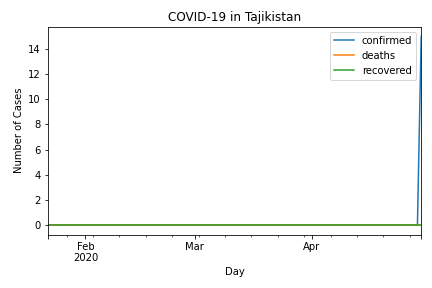 COVID-19 in Tajikistan
confirmed
deaths
recovered
Number of Cases
14
12
10
8
6
4
2
0
Feb
2020
Mar
Apr
Day